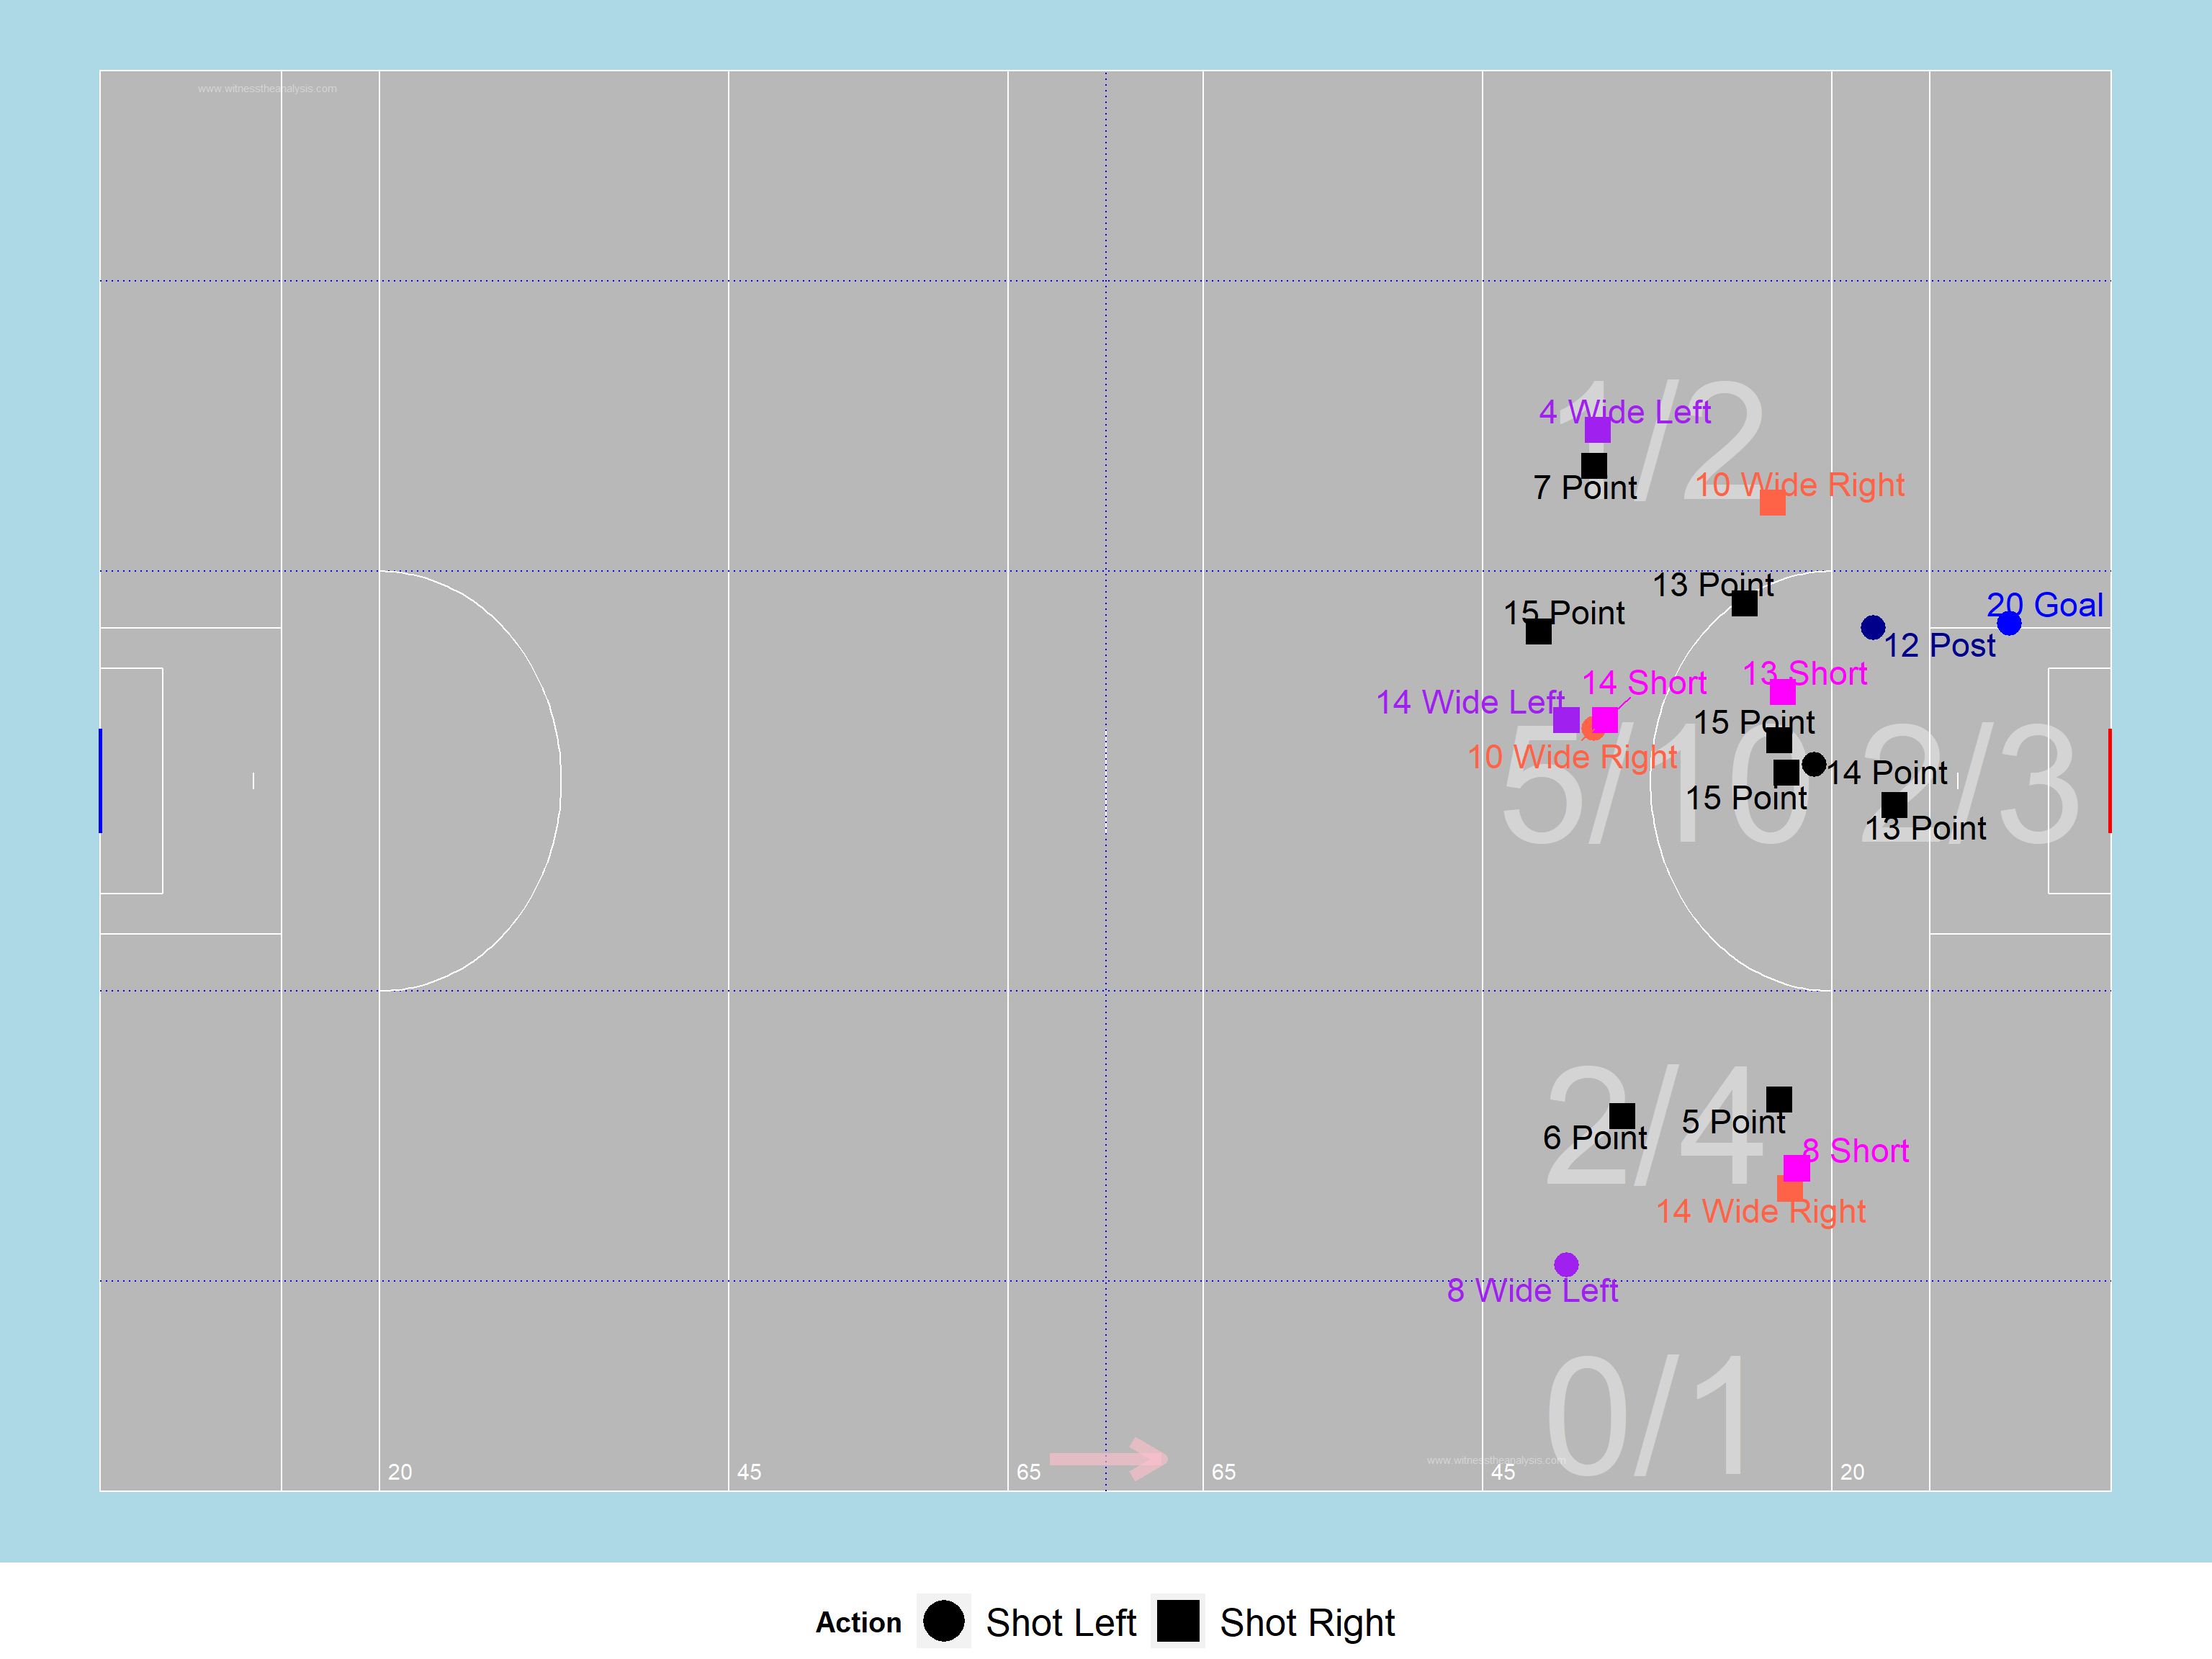 www.witnesstheanalysis.com
1/2
4 Wide Left
7 Point
10 Wide Right
13 Point
15 Point
20 Goal
12 Post
13 Short
14 Short
14 Wide Left
15 Point
10 Wide Right
5/10
2/3
14 Point
15 Point
13 Point
2/4
5 Point
6 Point
8 Short
14 Wide Right
8 Wide Left
0/1
www.witnesstheanalysis.com
20 45 65 65 45 20
Action Shot Left Shot Right